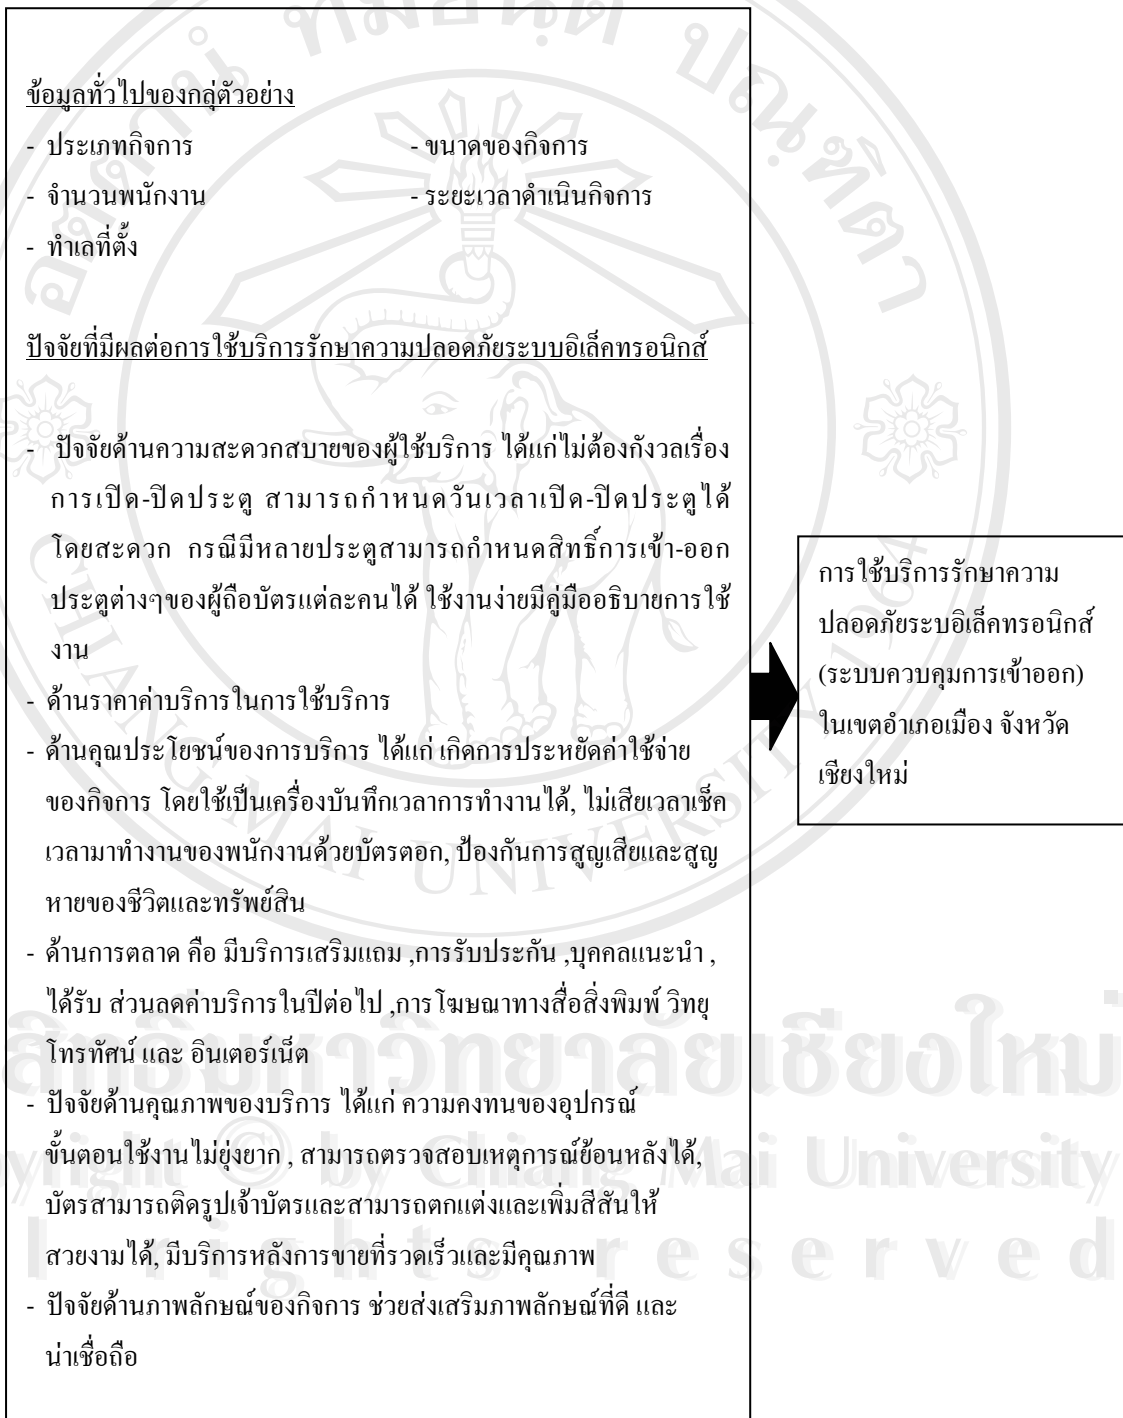 ข้อมูลทั่วไปของกลุ่ตัวอย่าง
- ประเภทกิจการ - ขนาดของกิจการ
- จำนวนพนักงาน - ระยะเวลาดำเนินกิจการ
- ทำเลที่ตั้ง
ปัจจัยที่มีผลต่อการใช้บริการรักษาความปลอดภัยระบบอิเล็คทรอนิกส์
- ปัจจัยด้านความสะดวกสบายของผู้ใช้บริการ ได้แก่ไม่ต้องกังวลเรื่อง
การเปิด-ปิดประตู สามารถกำหนดวันเวลาเปิด-ปิดประตูได้
โดยสะดวก กรณีมีหลายประตูสามารถกำหนดสิทธิ์การเข้า-ออก
ประตูต่างๆของผู้ถือบัตรแต่ละคนได้ ใช้งานง่ายมีคู่มืออธิบายการใช้
งาน
- ด้านราคาค่าบริการในการใช้บริการ
- ด้านคุณประโยชน์ของการบริการ ได้แก่ เกิดการประหยัดค่าใช้จ่าย
ของกิจการ โดยใช้เป็นเครื่องบันทึกเวลาการทำงานได้, ไม่เสียเวลาเช็ค
เวลามาทำงานของพนักงานด้วยบัตรตอก, ป้องกันการสูญเสียและสูญ
หายของชีวิตและทรัพย์สิน
- ด้านการตลาด คือ มีบริการเสริมแถม ,การรับประกัน ,บุคคลแนะนำ ,
ได้รับ ส่วนลดค่าบริการในปีต่อไป ,การโฆษณาทางสื่อสิ่งพิมพ์ วิทยุ
โทรทัศน์ และ อินเตอร์เน็ต
- ปัจจัยด้านคุณภาพของบริการ ได้แก่ ความคงทนของอุปกรณ์
ขั้นตอนใช้งานไม่ยุ่งยาก , สามารถตรวจสอบเหตุการณ์ย้อนหลังได้,
บัตรสามารถติดรูปเจ้าบัตรและสามารถตกแต่งและเพิ่มสีสันให้
สวยงามได้, มีบริการหลังการขายที่รวดเร็วและมีคุณภาพ
- ปัจจัยด้านภาพลักษณ์ของกิจการ ช่วยส่งเสริมภาพลักษณ์ที่ดี และ
น่าเชื่อถือ
การใช้บริการรักษาความ
ปลอดภัยระบอิเล็คทรอนิกส์
(ระบบควบคุมการเข้าออก)
ในเขตอำเภอเมือง จังหวัด
เชียงใหม่
CHIANG MAI UNIVERSITY 1964
สิทธิมหาวิทยาลัยเชียงใหม่
yright © by Chiang Mai University
l rights reserved